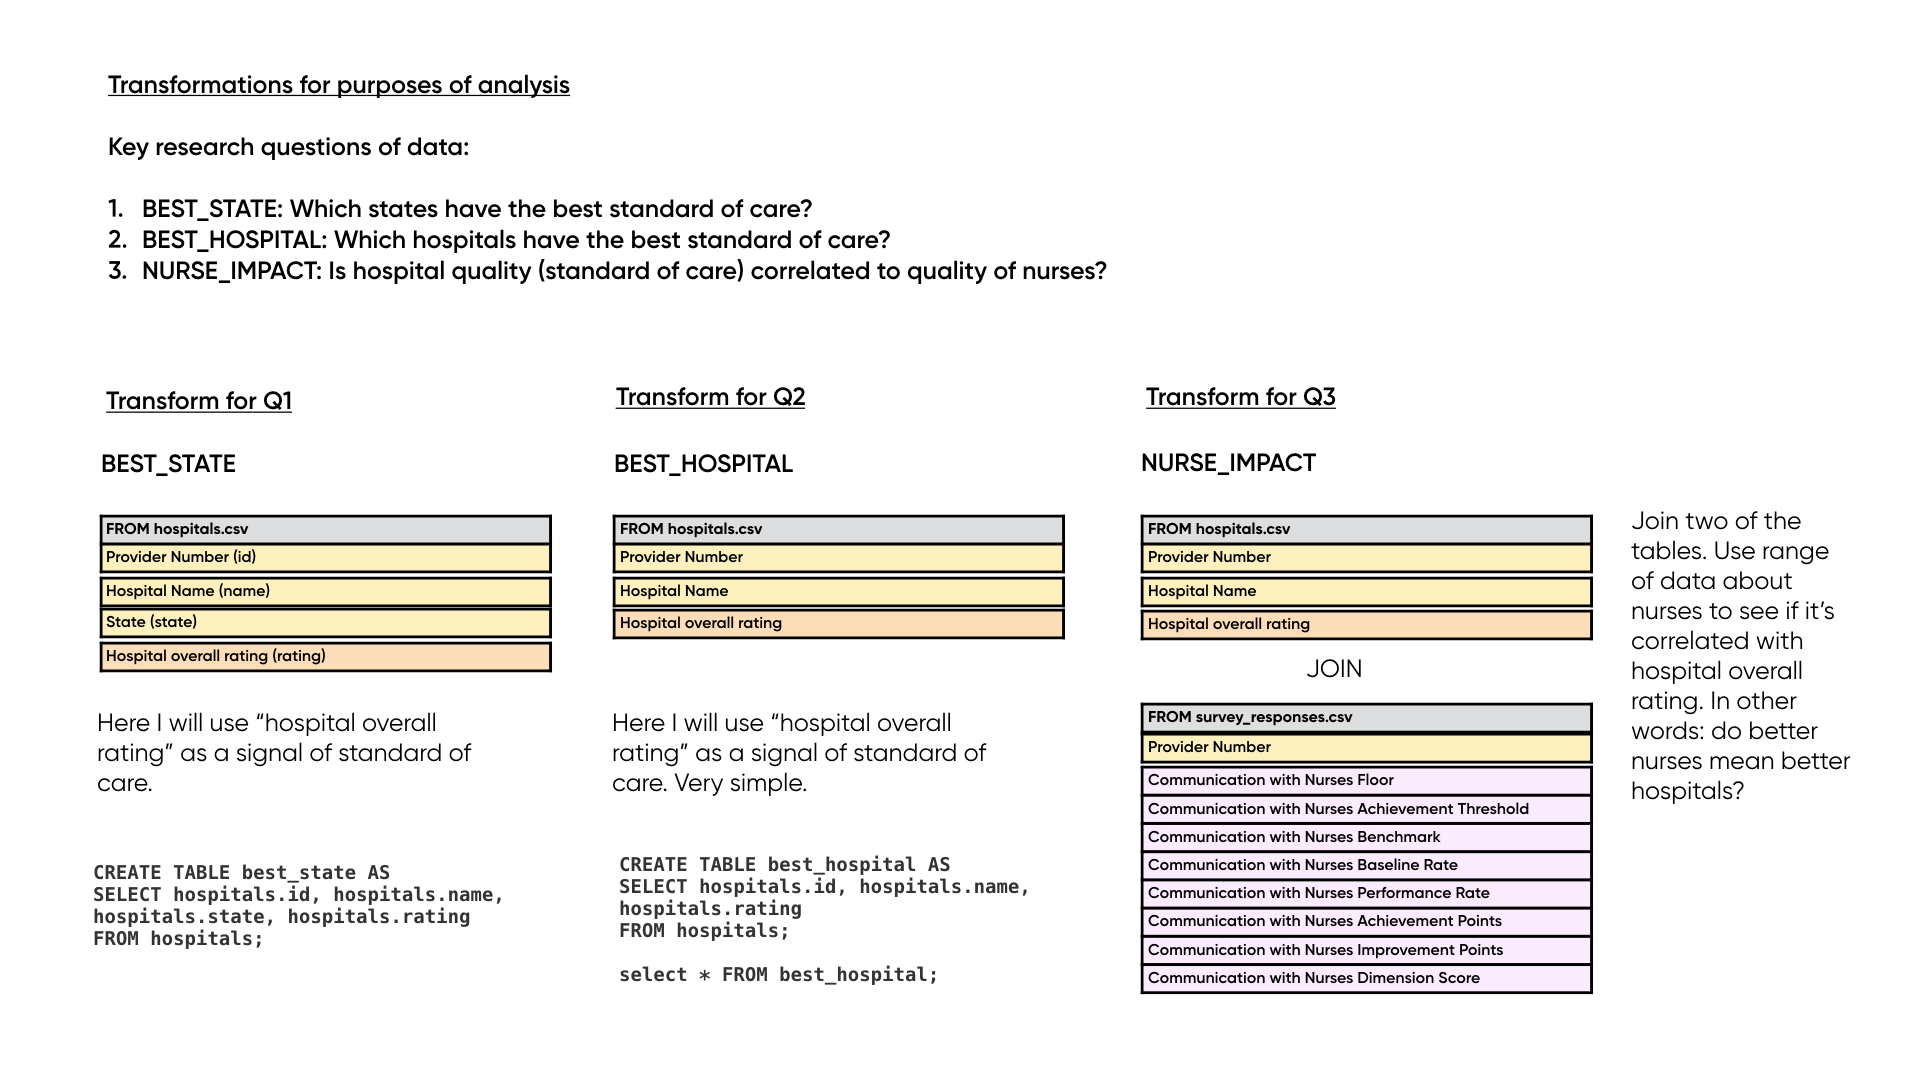 Transformations for purposes of analysis
Key research questions of data:
1. BEST_STATE: Which states have the best standard of care?
2. BEST_HOSPITAL: Which hospitals have the best standard of care?
3. NURSE_IMPACT: Is hospital quality (standard of care) correlated to quality of nurses?
Transform for Q1
BEST_STATE
FROM hospitals.csv
Provider Number (id)
Hospital Name (name)
State (state)
Hospital overall rating (rating)
Here I will use “hospital overall
rating” as a signal of standard of
care.
CREATE TABLE best_state AS
SELECT hospitals.id, hospitals.name,
hospitals.state, hospitals.rating
FROM hospitals;
Transform for Q2
BEST_HOSPITAL
FROM hospitals.csv
Provider Number
Hospital Name
Hospital overall rating
Here I will use “hospital overall
rating” as a signal of standard of
care. Very simple.
CREATE TABLE best_hospital AS
SELECT hospitals.id, hospitals.name,
hospitals.rating
FROM hospitals;
select * FROM best_hospital;
Transform for Q3
NURSE_IMPACT
FROM hospitals.csv
Provider Number
Hospital Name
Hospital overall rating
JOIN
FROM survey_responses.csv
Provider Number
Communication with Nurses Floor
Communication with Nurses Achievement Threshold
Communication with Nurses Benchmark
Communication with Nurses Baseline Rate
Communication with Nurses Performance Rate
Communication with Nurses Achievement Points
Communication with Nurses Improvement Points
Communication with Nurses Dimension Score
Join two of the
tables. Use range
of data about
nurses to see if it’s
correlated with
hospital overall
rating. In other
words: do better
nurses mean better
hospitals?